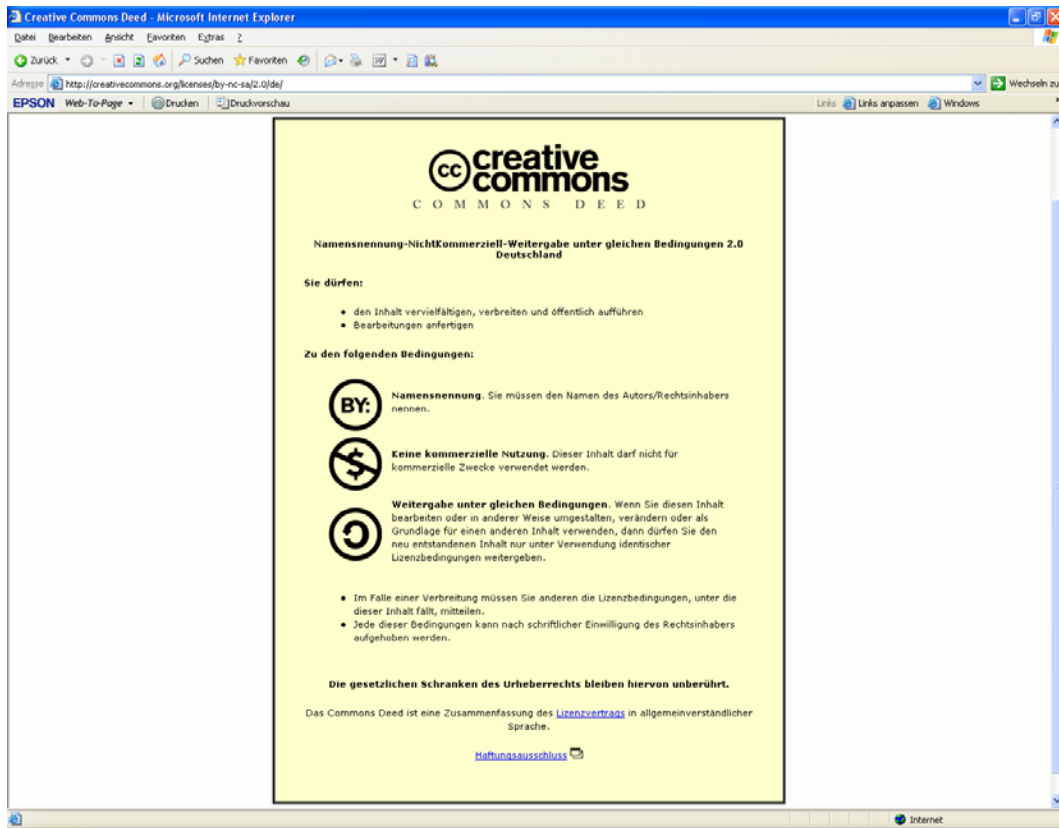 Creative Commons Deed - Microsoft Internet Explorer
Datei Bearbeiten Ansicht Favoriten Extras ?
Zurück Suchen Favoriten
Adresse http://creativecommons.org/licenses/by-nc-sa/2.0/de/ Wechseln zu
EPSON Web-To-Page Drucken Druckvorschau Links Links anpassen Windows
cc creative
commons
COMMONS DEED
Namensnennung-NichtKommerziell-Weitergabe unter gleichen Bedingungen 2.0
Deutschland
Sie dürfen:
• den Inhalt vervielfältigen, verbreiten und öffentlich aufführen
• Bearbeitungen anfertigen
Zu den folgenden Bedingungen:
BY:
Namensnennung. Sie müssen den Namen des Autors/Rechtsinhabers
nennen.
$
Keine kommerzielle Nutzung. Dieser Inhalt darf nicht für
kommerzielle Zwecke verwendet werden.
Weitergabe unter gleichen Bedingungen. Wenn Sie diesen Inhalt
bearbeiten oder in anderer Weise umgestalten, verändern oder als
Grundlage für einen anderen Inhalt verwenden, dann dürfen Sie den
neu entstandenen Inhalt nur unter Verwendung identischer
Lizenzbedingungen weitergeben.
• Im Falle einer Verbreitung müssen Sie anderen die Lizenzbedingungen, unter die
dieser Inhalt fällt, mitteilen.
• Jede dieser Bedingungen kann nach schriftlicher Einwilligung des Rechtsinhabers
aufgehoben werden.
Die gesetzlichen Schranken des Urheberrechts bleiben hiervon unberührt.
Das Commons Deed ist eine Zusammenfassung des Lizenzvertrags in allgemeinverständlicher
Sprache.
Haftungsausschluss
Internet